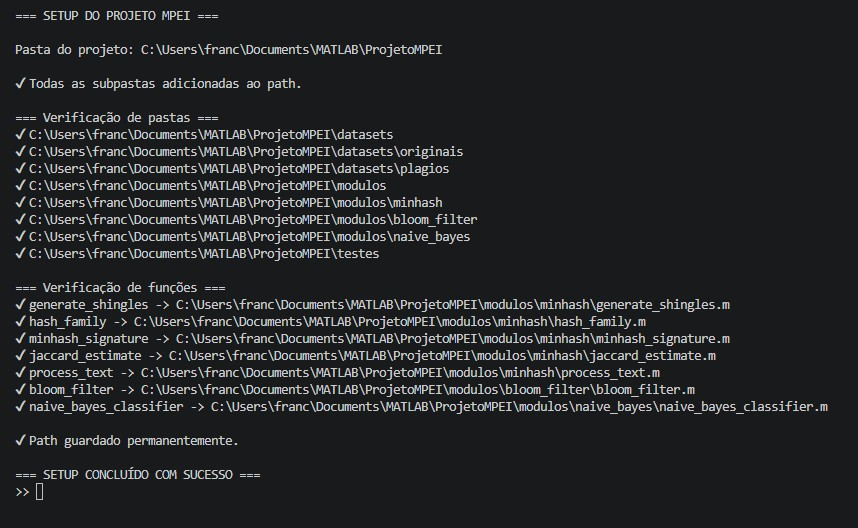 === SETUP DO PROJETO MPEI ===
Pasta do projeto: C:\Users\franc\Documents\MATLAB\ProjetoMPEI
✓ Todas as subpastas adicionadas ao path.
=== Verificação de pastas ===
✓ C:\Users\franc\Documents\MATLAB\ProjetoMPEI\datasets
✓ C:\Users\franc\Documents\MATLAB\ProjetoMPEI\datasets\originais
✓ C:\Users\franc\Documents\MATLAB\ProjetoMPEI\datasets\plagios
✓ C:\Users\franc\Documents\MATLAB\ProjetoMPEI\modulos
✓ C:\Users\franc\Documents\MATLAB\ProjetoMPEI\modulos\minhash
✓ C:\Users\franc\Documents\MATLAB\ProjetoMPEI\modulos\bloom_filter
✓ C:\Users\franc\Documents\MATLAB\ProjetoMPEI\modulos\naive_bayes
✓ C:\Users\franc\Documents\MATLAB\ProjetoMPEI\testes
=== Verificação de funções ===
✓ generate_shingles -> C:\Users\franc\Documents\MATLAB\ProjetoMPEI\modulos\minhash\generate_shingles.m
✓ hash_family -> C:\Users\franc\Documents\MATLAB\ProjetoMPEI\modulos\minhash\hash_family.m
✓ minhash_signature -> C:\Users\franc\Documents\MATLAB\ProjetoMPEI\modulos\minhash\minhash_signature.m
✓ jaccard_estimate -> C:\Users\franc\Documents\MATLAB\ProjetoMPEI\modulos\minhash\jaccard_estimate.m
✓ process_text -> C:\Users\franc\Documents\MATLAB\ProjetoMPEI\modulos\minhash\process_text.m
✓ bloom_filter -> C:\Users\franc\Documents\MATLAB\ProjetoMPEI\modulos\bloom_filter\bloom_filter.m
✓ naive_bayes_classifier -> C:\Users\franc\Documents\MATLAB\ProjetoMPEI\modulos\naive_bayes\naive_bayes_classifier.m
✓ Path guardado permanentemente.
=== SETUP CONCLUÍDO COM SUCESSO ===
>>